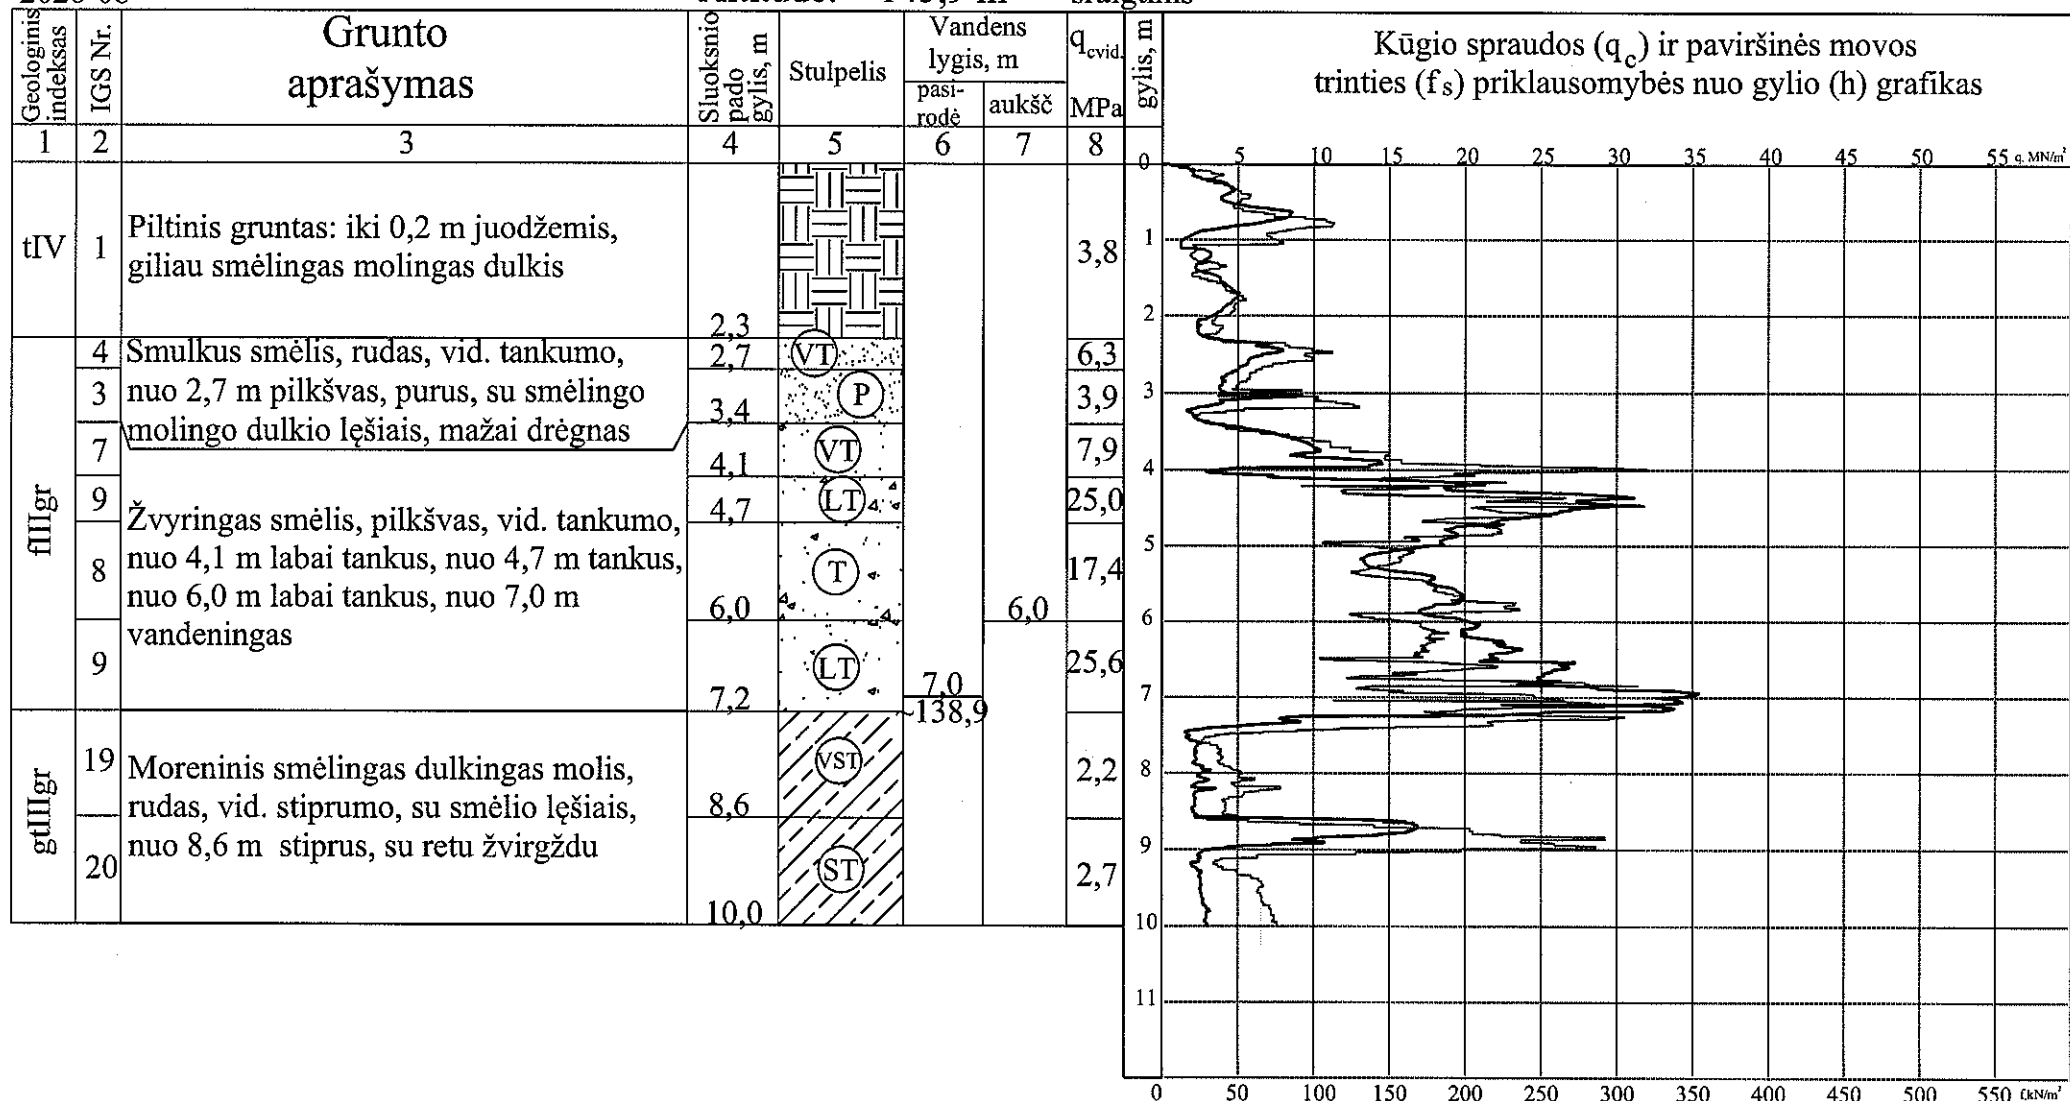 Geologinis indeksas
IGS Nr.
Grunto
aprašymas
Sluoksnio pado gylis, m
Stulpelis
Vandens
lygis, m
pasi-
rodė
aukšč
q_cvid.
MPa
gylis, m
Kūgio spraudos (q_c) ir paviršinės movos
trinties (f_s) priklausomybės nuo gylio (h) grafikas
1 2 3 4 5 6 7 8
0 5 10 15 20 25 30 35 40 45 50 55 q, MN/m²
tIV 1
Piltinis gruntas: iki 0,2 m juodžemis,
giliau smėlingas molingas dulkis
2,3
3,8
fIIIgr
4
Smulkus smėlis, rudas, vid. tankumo,
nuo 2,7 m pilkšvas, purus, su smėlingo
molingo dulkio lęšiais, mažai drėgnas
2,7
VT
6,3
3
3,4
P
3,9
7
4,1
VT
7,9
9
4,7
LT
25,0
Žvyringas smėlis, pilkšvas, vid. tankumo,
nuo 4,1 m labai tankus, nuo 4,7 m tankus,
nuo 6,0 m labai tankus, nuo 7,0 m
vandeningas
8
6,0
T
6,0
17,4
9
7,2
LT
7,0
~138,9
25,6
gtIIIgr
19
Moreninis smėlingas dulkingas molis,
rudas, vid. stiprumo, su smėlio lęšiais,
nuo 8,6 m stiprus, su retu žvirgždu
8,6
VST
2,2
20
10,0
ST
2,7
1
2
3
4
5
6
7
8
9
10
11
0 50 100 150 200 250 300 350 400 450 500 550 f,kN/m²